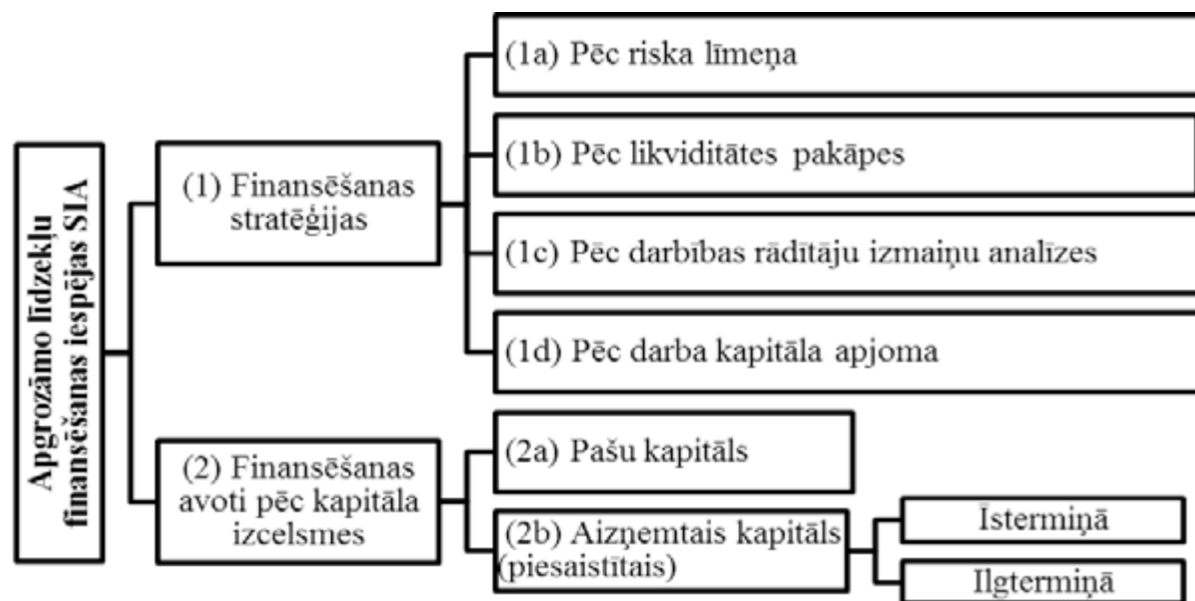 Apgrozāmo līdzekļu
finansēšanas iespējas SIA
(1) Finansēšanas
stratēģijas
(1a) Pēc riska līmeņa
(1b) Pēc likviditātes pakāpes
(1c) Pēc darbības rādītāju izmaiņu analīzes
(1d) Pēc darba kapitāla apjoma
(2) Finansēšanas
avoti pēc kapitāla
izcelsmes
(2a) Pašu kapitāls
(2b) Aizņemtais kapitāls
(piesaistītais)
Īstermiņā
Ilgtermiņā